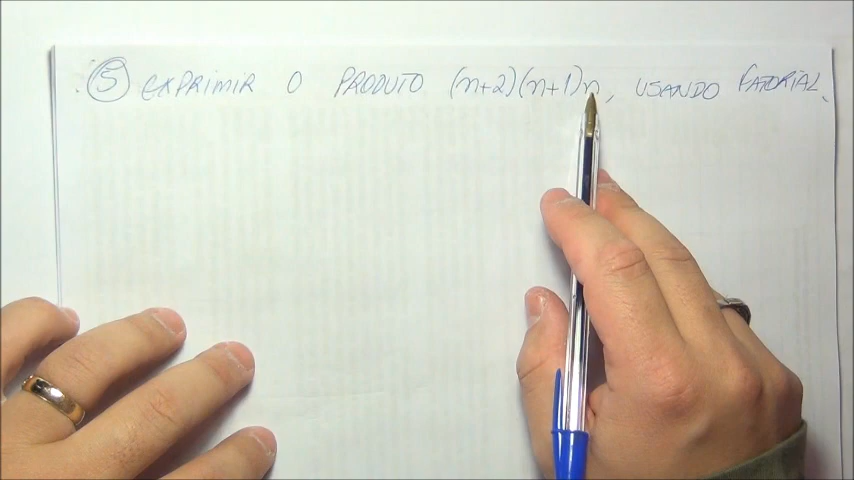 5 EXPRIMIR O PRODUTO (n+2)(n+1)n, USANDO FATORIAL.